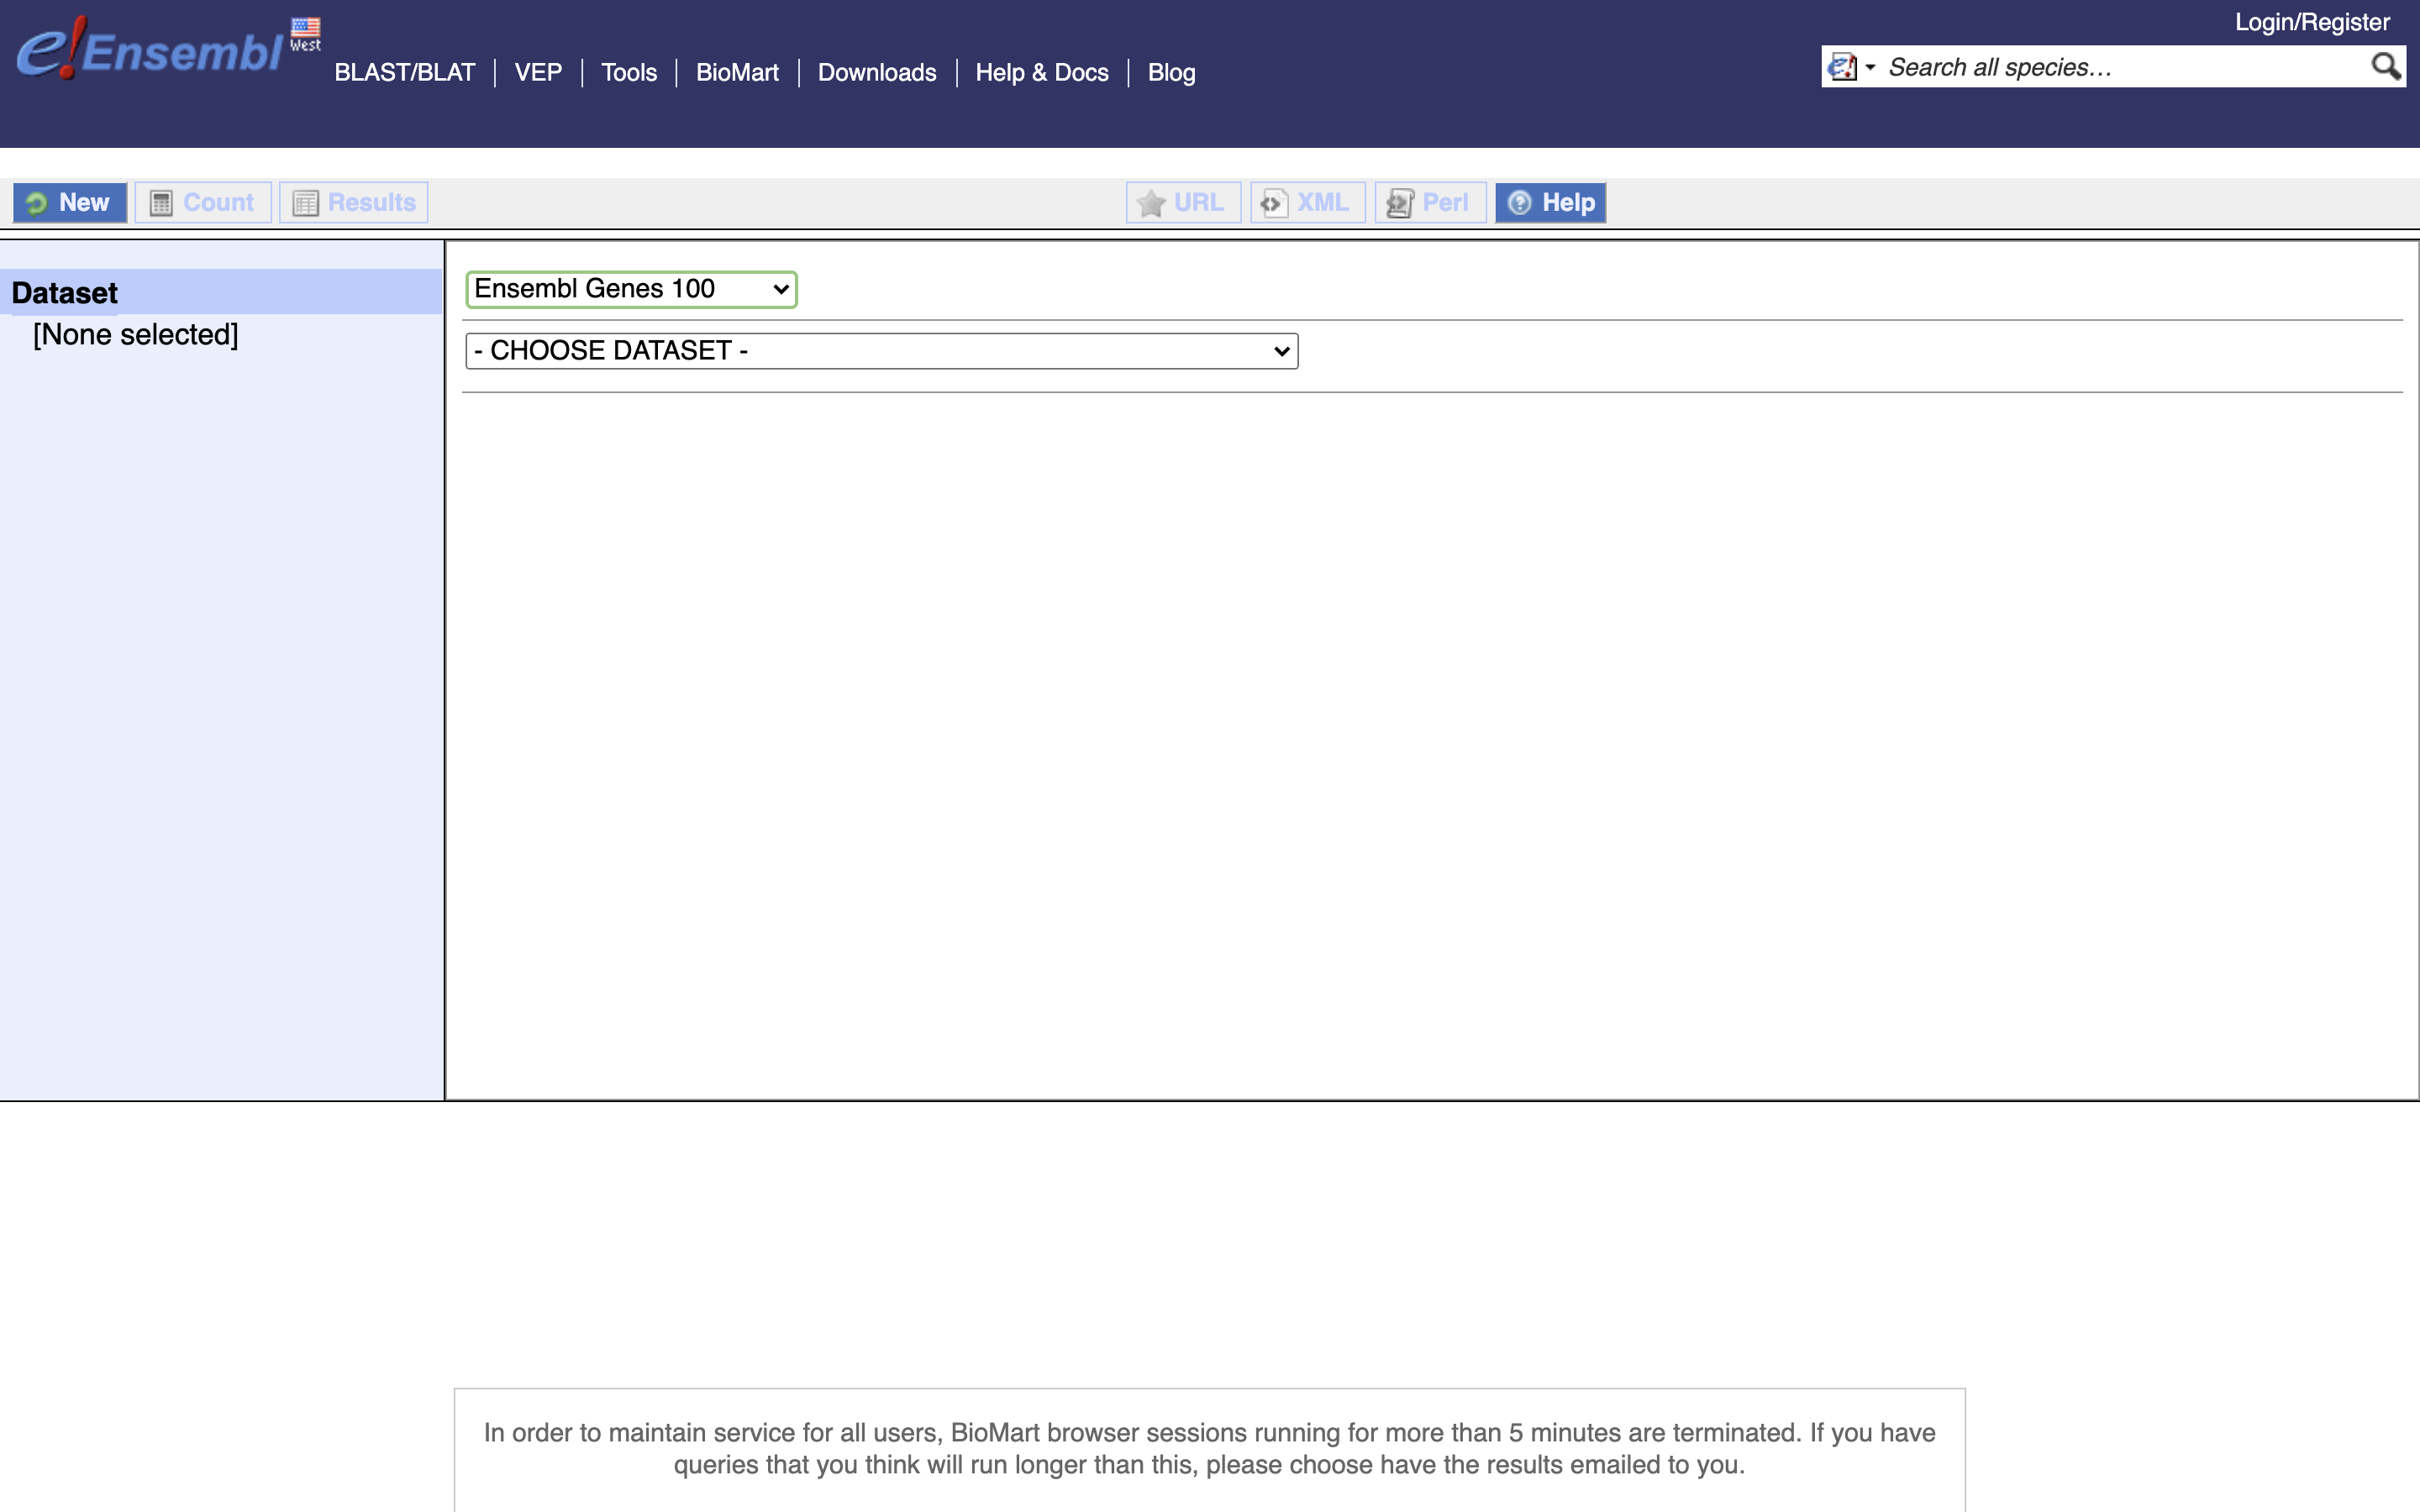 e!Ensembl West
Login/Register
BLAST/BLAT | VEP | Tools | BioMart | Downloads | Help & Docs | Blog
e! Search all species…
New Count Results URL XML Perl ? Help
Dataset
[None selected]
Ensembl Genes 100
- CHOOSE DATASET -
In order to maintain service for all users, BioMart browser sessions running for more than 5 minutes are terminated. If you have
queries that you think will run longer than this, please choose have the results emailed to you.